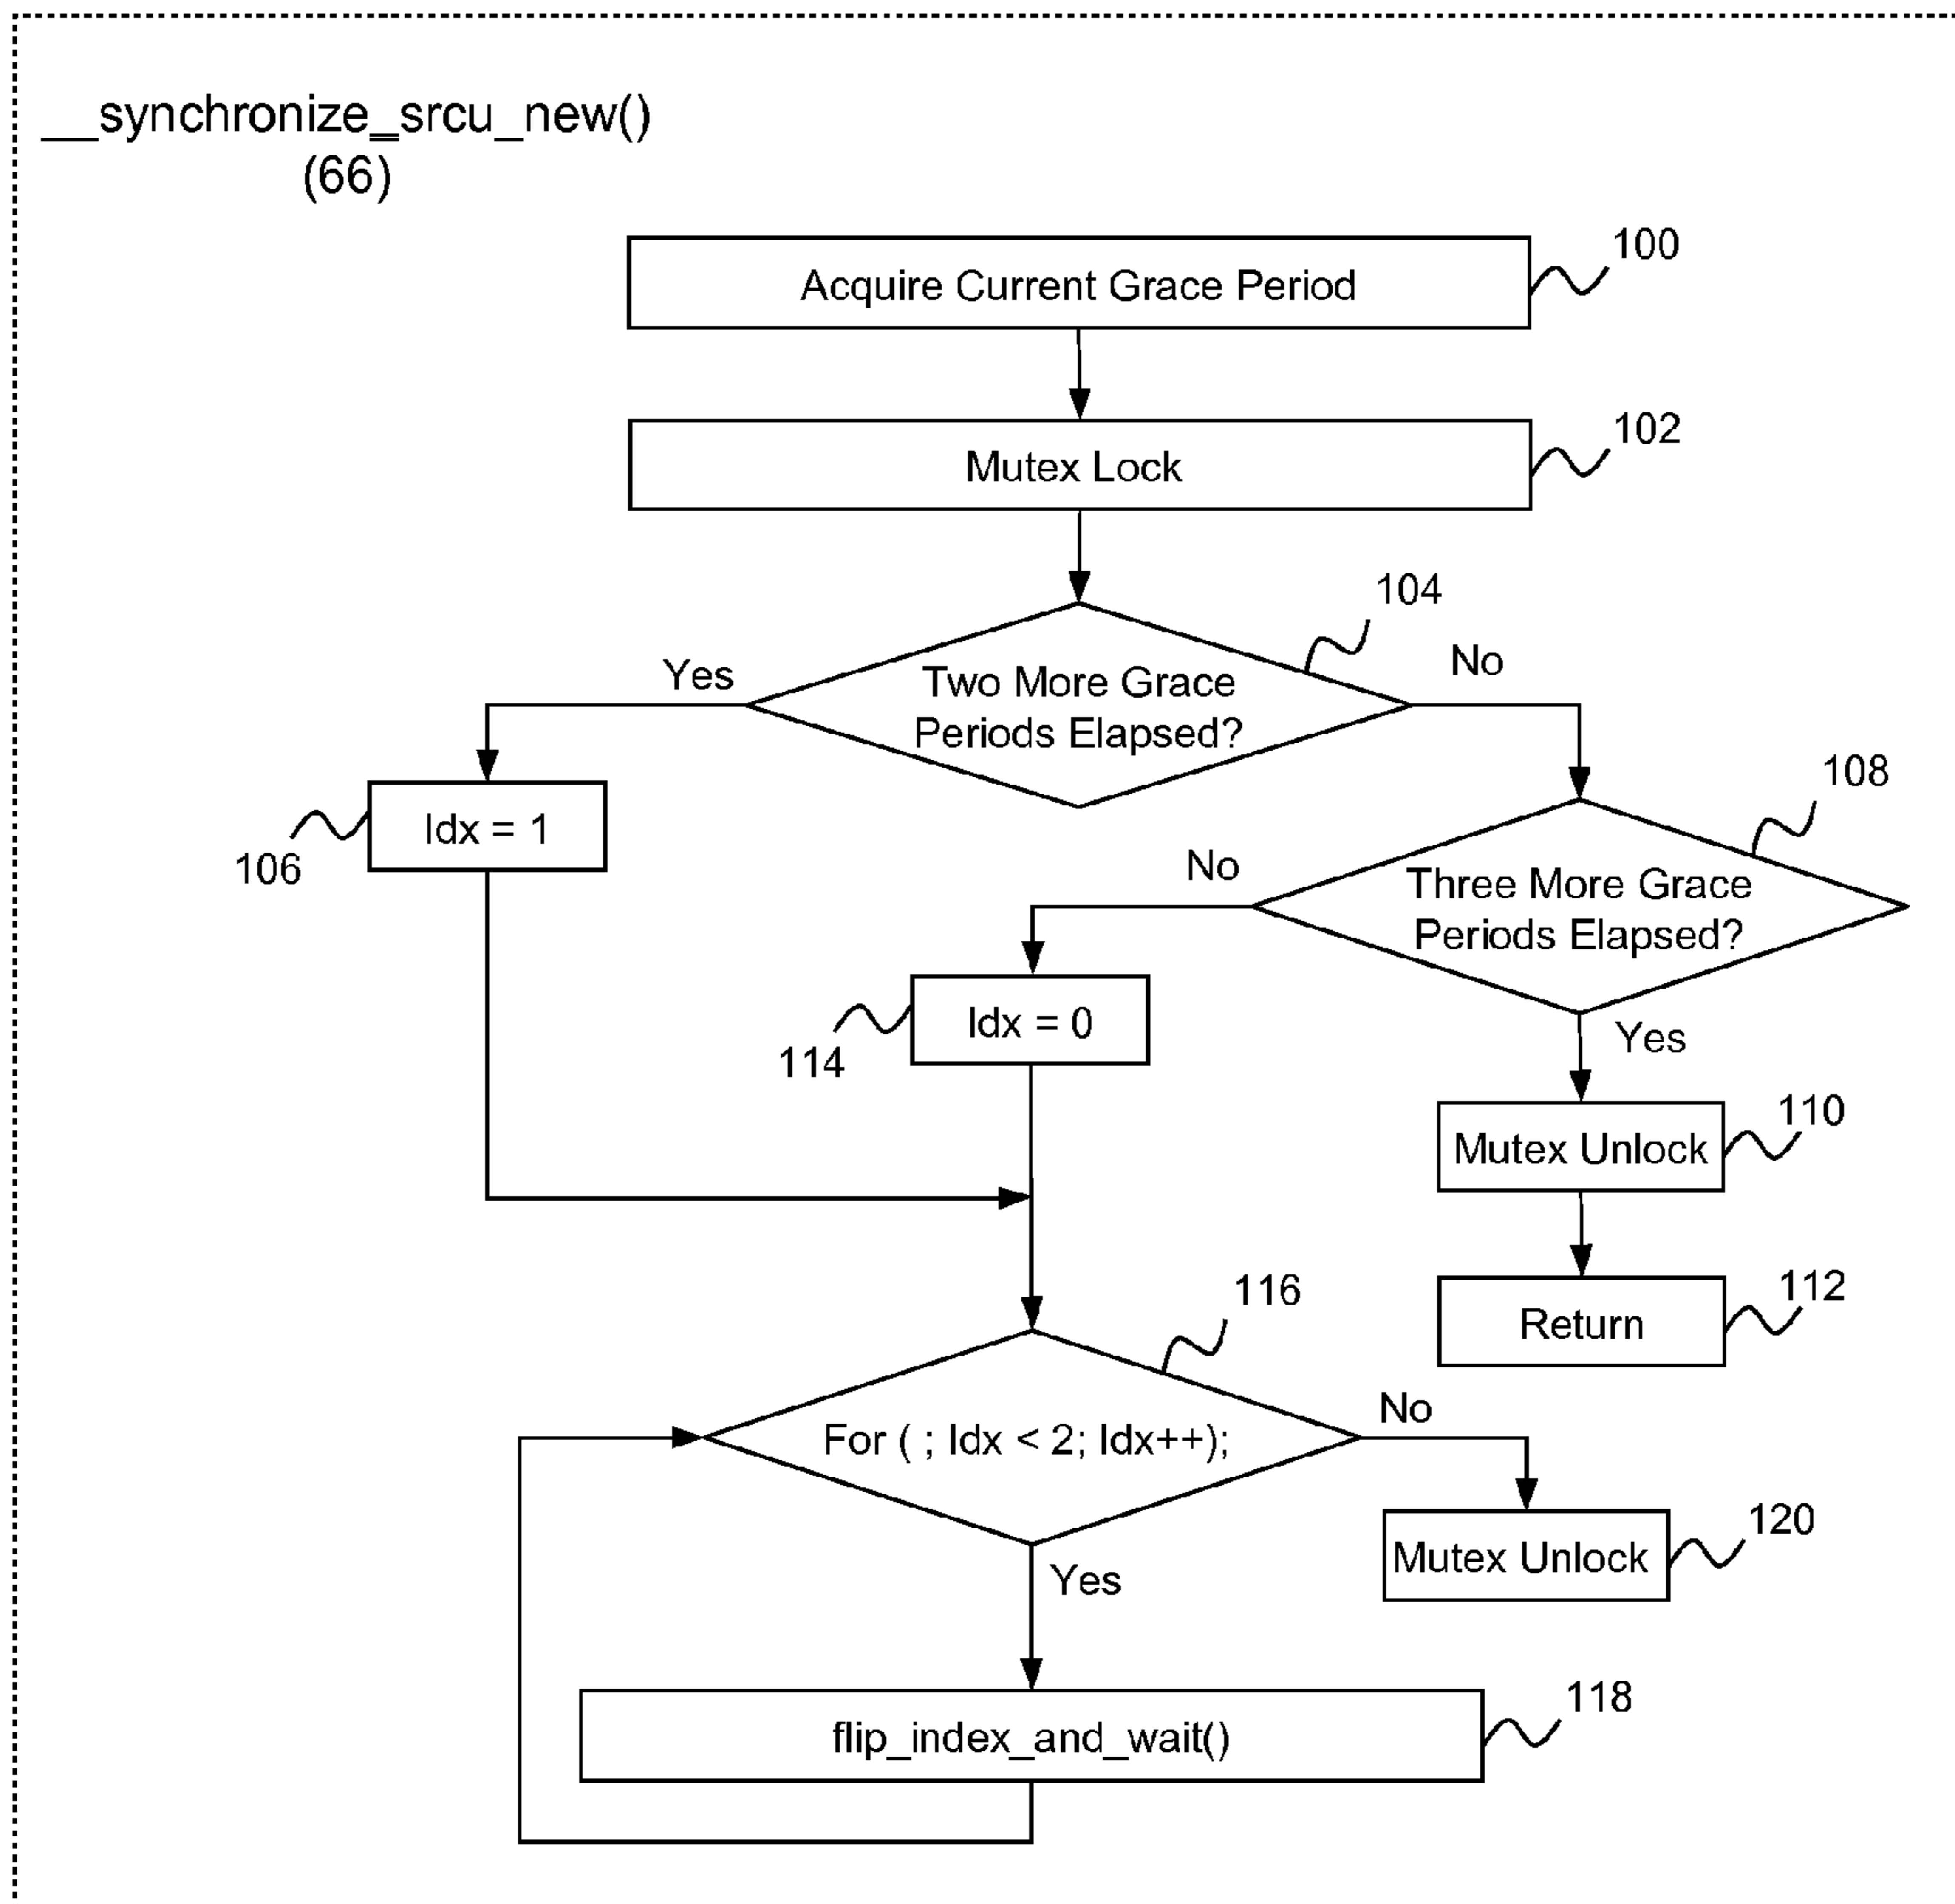 __synchronize_srcu_new()
(66)
Acquire Current Grace Period
100
Mutex Lock
102
104
Yes
No
Two More Grace
Periods Elapsed?
108
Idx = 1
106
No
Three More Grace
Periods Elapsed?
Idx = 0
114
Yes
110
Mutex Unlock
112
Return
116
No
For ( ; Idx < 2; Idx++);
120
Mutex Unlock
Yes
118
flip_index_and_wait()